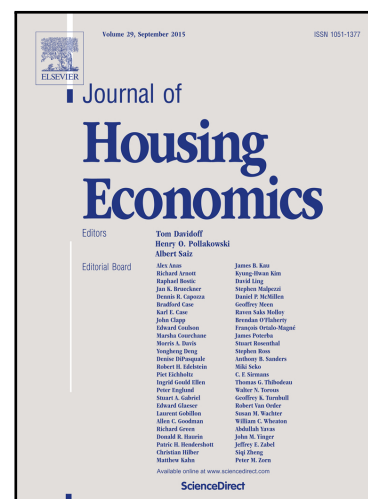 Volume 29, September 2015
ISSN 1051-1377
ELSEVIER
Journal of
Housing
Economics
Editors
Tom Davidoff
Henry O. Pollakowski
Albert Saiz
Editorial Board
Alex Anas
Richard Arnott
Raphael Bostic
Jan K. Brueckner
Dennis R. Capozza
Bradford Case
Karl E. Case
John Clapp
Edward Coulson
Marsha Courchane
Morris A. Davis
Yongheng Deng
Denise DiPasquale
Robert H. Edelstein
Piet Eichholtz
Ingrid Gould Ellen
Peter Englund
Stuart A. Gabriel
Edward Glaeser
Laurent Gobillon
Allen C. Goodman
Richard Green
Donald R. Haurin
Patric H. Hendershott
Christian Hilber
Matthew Kahn
James B. Kau
Kyung-Hwan Kim
David Ling
Stephen Malpezzi
Daniel P. McMillen
Geoffrey Meen
Raven Saks Molloy
Brendan O'Flaherty
François Ortalo-Magné
James Poterba
Stuart Rosenthal
Stephen Ross
Anthony B. Sanders
Miki Seko
C. F. Sirmans
Thomas G. Thibodeau
Walter N. Torous
Geoffrey K. Turnbull
Robert Van Order
Susan M. Wachter
William C. Wheaton
Abdullah Yavas
John M. Yinger
Jeffrey E. Zabel
Siqi Zheng
Peter M. Zorn
Available online at www.sciencedirect.com
ScienceDirect